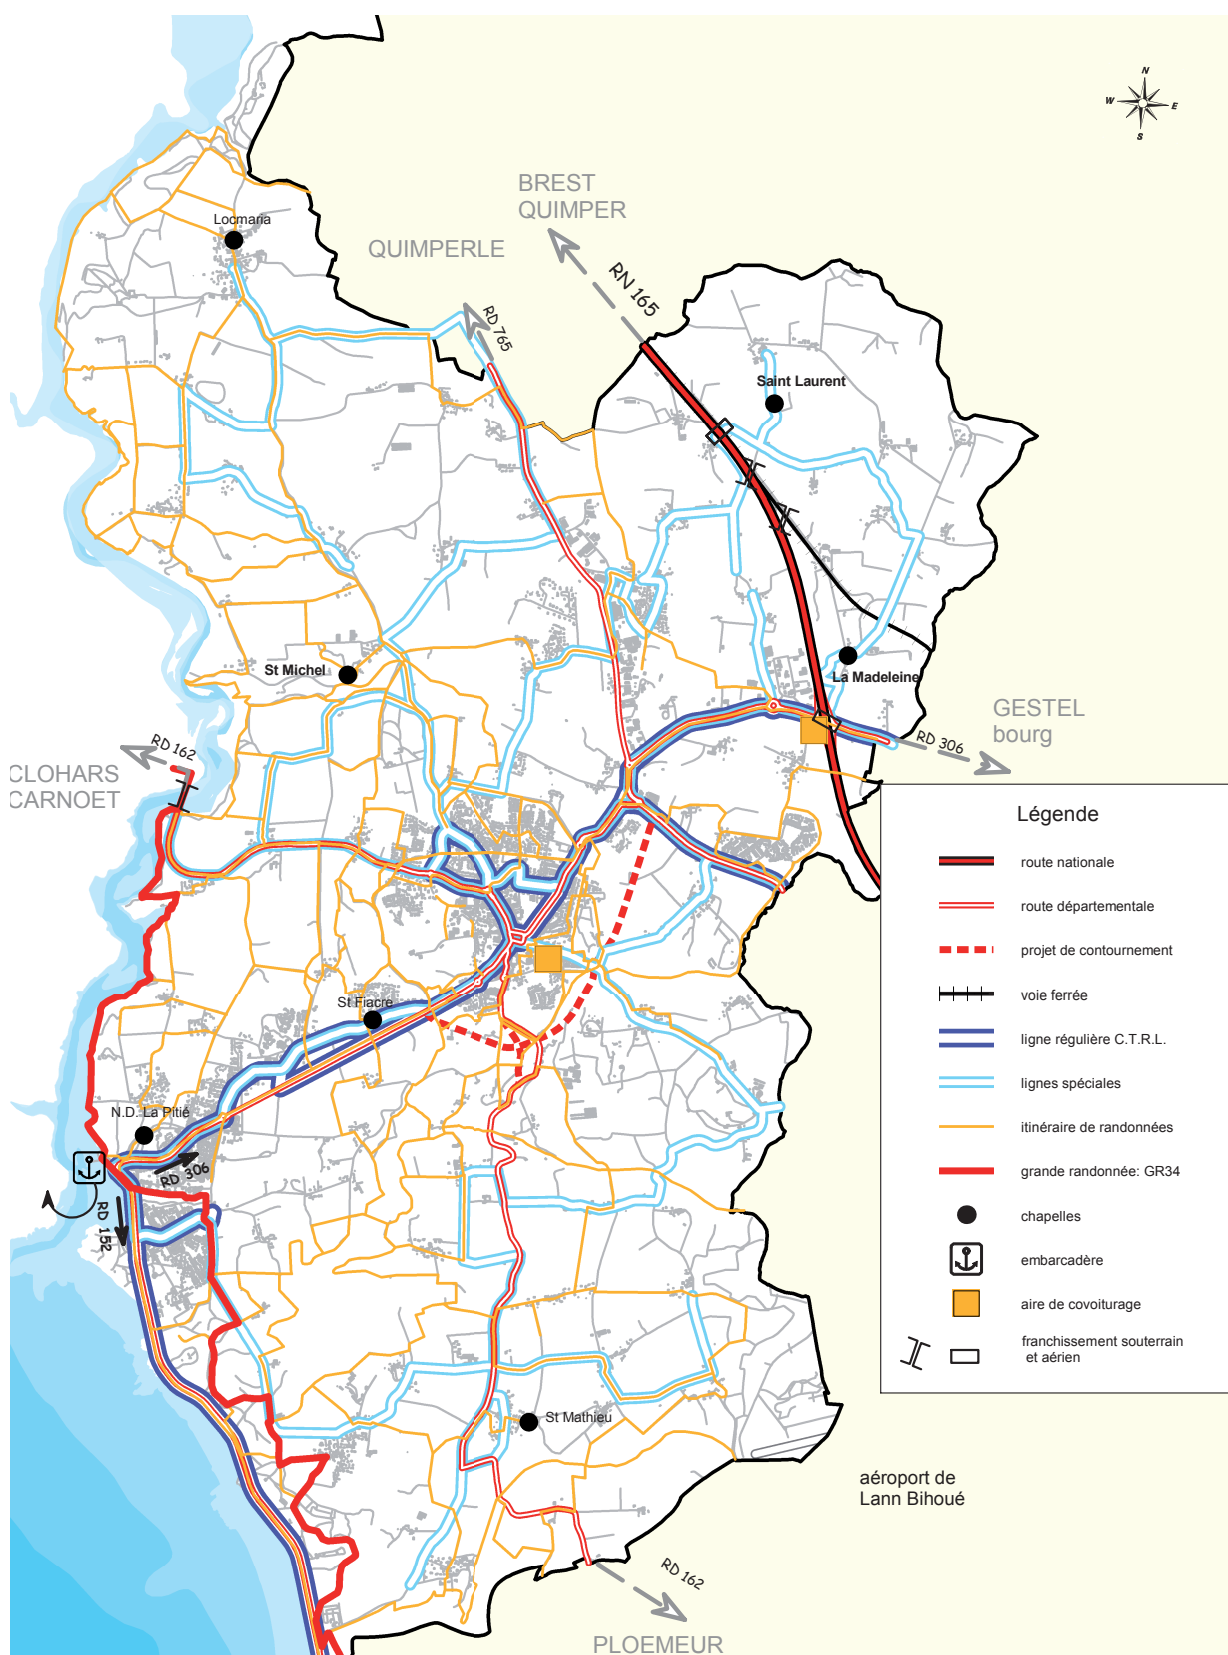 N
W
E
S
BREST
QUIMPER
QUIMPERLE
Locmaria
RN 165
RD 765
Saint Laurent
St Michel
La Madeleine
RD 162
CLOHARS
CARNOET
GESTEL
bourg
RD 306
Légende
route nationale
route départementale
projet de contournement
voie ferrée
ligne régulière C.T.R.L.
lignes spéciales
itinéraire de randonnées
grande randonnée: GR34
chapelles
embarcadère
aire de covoiturage
franchissement souterrain
et aérien
St Fiacre
N.D. La Pitié
RD 306
RD 152
St Mathieu
aéroport de
Lann Bihoué
RD 162
PLOEMEUR